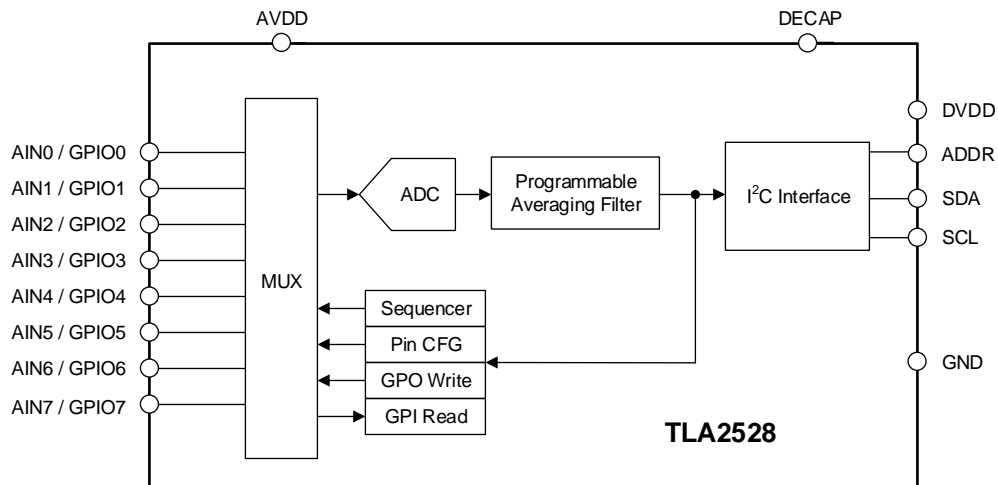 AVDD
DECAP
DVDD
AIN0 / GPIO0
AIN1 / GPIO1
AIN2 / GPIO2
AIN3 / GPIO3
AIN4 / GPIO4
AIN5 / GPIO5
AIN6 / GPIO6
AIN7 / GPIO7
MUX
ADC
Programmable
Averaging Filter
I²C Interface
ADDR
SDA
SCL
Sequencer
Pin CFG
GPO Write
GPI Read
GND
TLA2528